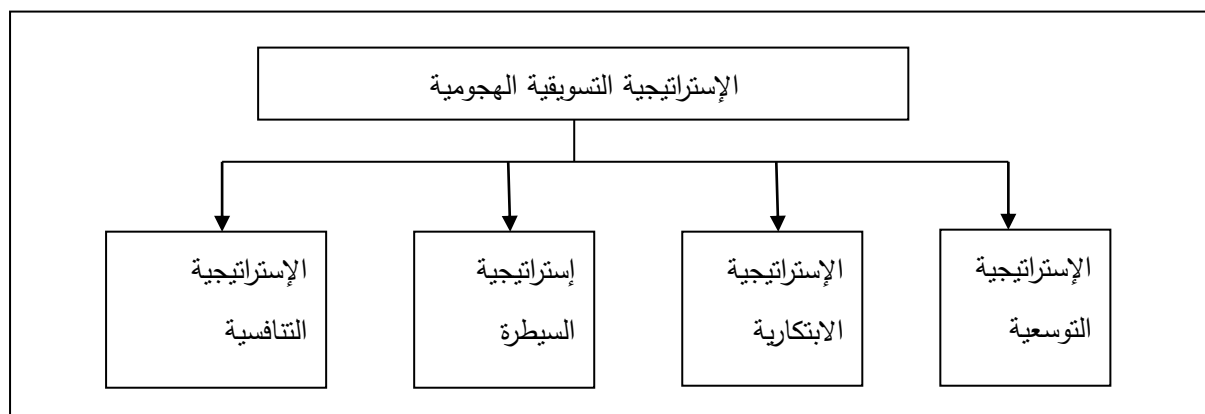 الإستراتيجية التسويقية الهجومية
الإستراتيجية
التوسعية
الإستراتيجية
الابتكارية
إستراتيجية
السيطرة
الإستراتيجية
التنافسية